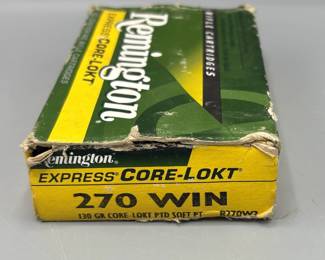 Remington
EXPRESS® CORE-LOKT®
RIFLE CARTRIDGES
Remington
EXPRESS® CORE-LOKT®
270 WIN
130 GR CORE-LOKT PTD SOFT PT R270W2